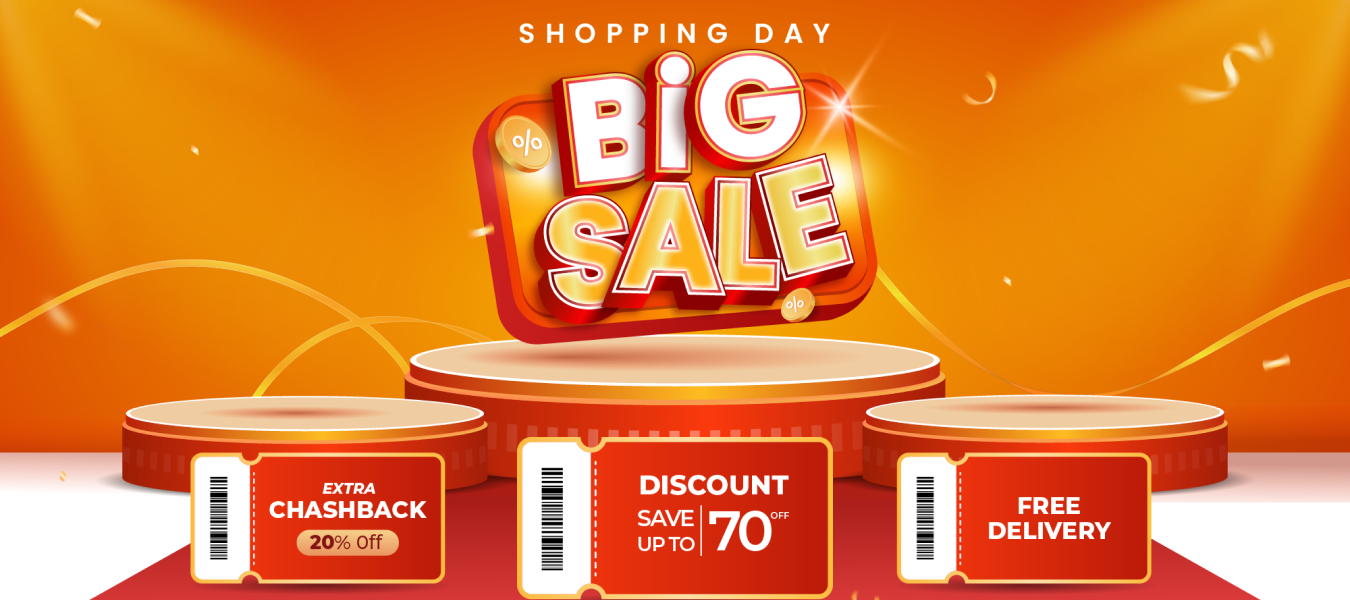 SHOPPING DAY
BiG
SALE
%
%
EXTRA
CHASHBACK
20% Off
DISCOUNT
SAVE
UP TO
70 OFF
FREE
DELIVERY